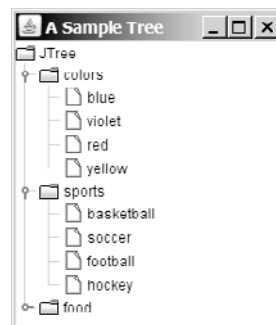 A Sample Tree
JTree
colors
blue
violet
red
yellow
sports
basketball
soccer
football
hockey
food